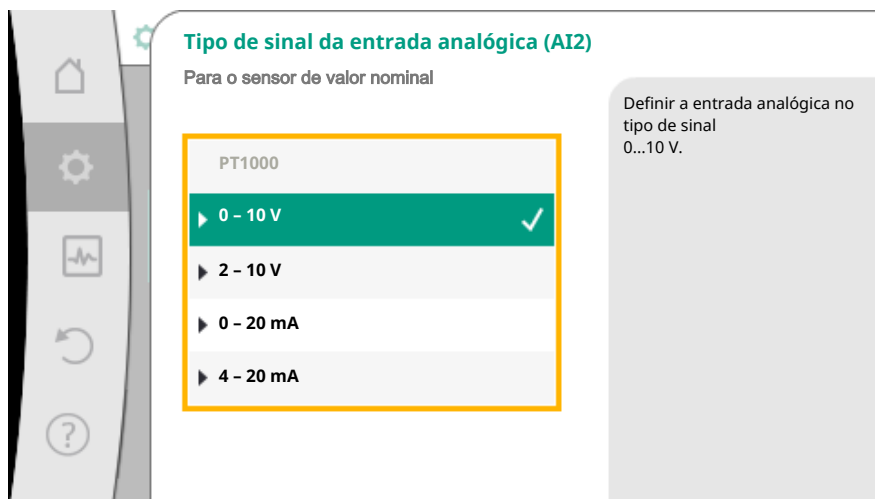 Tipo de sinal da entrada analógica (AI2)
Para o sensor de valor nominal
PT1000
0 – 10 V
2 – 10 V
0 – 20 mA
4 – 20 mA
Definir a entrada analógica no
tipo de sinal
0...10 V.
?